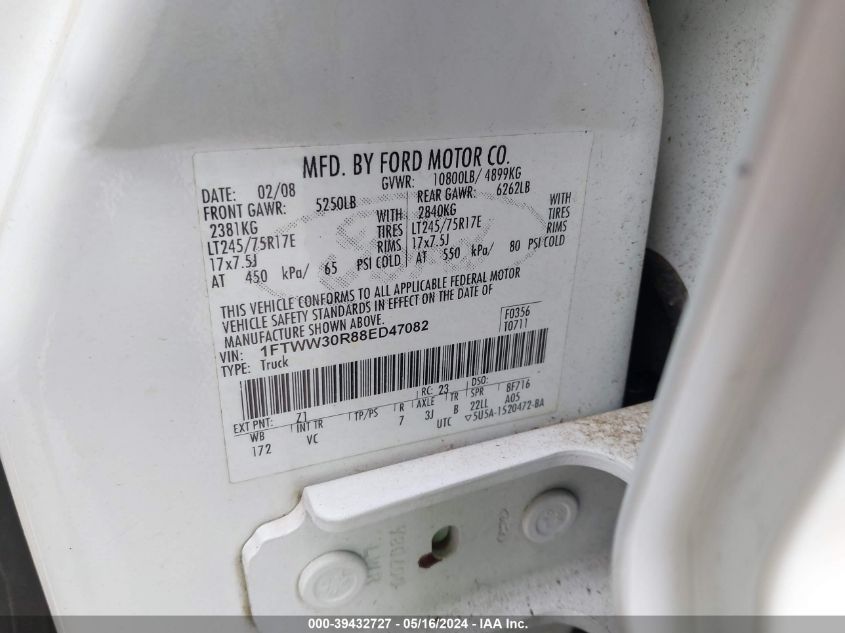 MFD. BY FORD MOTOR CO.
DATE: 02/08 GVWR: 10800LB/ 4899KG
FRONT GAWR: 5250LB REAR GAWR: 6262LB
2381KG WITH 2840KG WITH
LT245/75R17E TIRES LT245/75R17E TIRES
17x7.5J RIMS 17x7.5J RIMS
AT 450 kPa/ 65 PSI COLD AT 550 kPa/ 80 PSI COLD
THIS VEHICLE CONFORMS TO ALL APPLICABLE FEDERAL MOTOR
VEHICLE SAFETY STANDARDS IN EFFECT ON THE DATE OF
MANUFACTURE SHOWN ABOVE.
VIN: 1FTWW30R88ED47082 F0356
TYPE: Truck T0711
EXT PNT: Z1 RC: 23 DSO:
WB INT TR TP/PS R AXLE TR SPR 8F716
172 VC 7 3J B 22LL A05
UTC ▽5U5A-1520472-BA
000-39432727 - 05/16/2024 - IAA Inc.